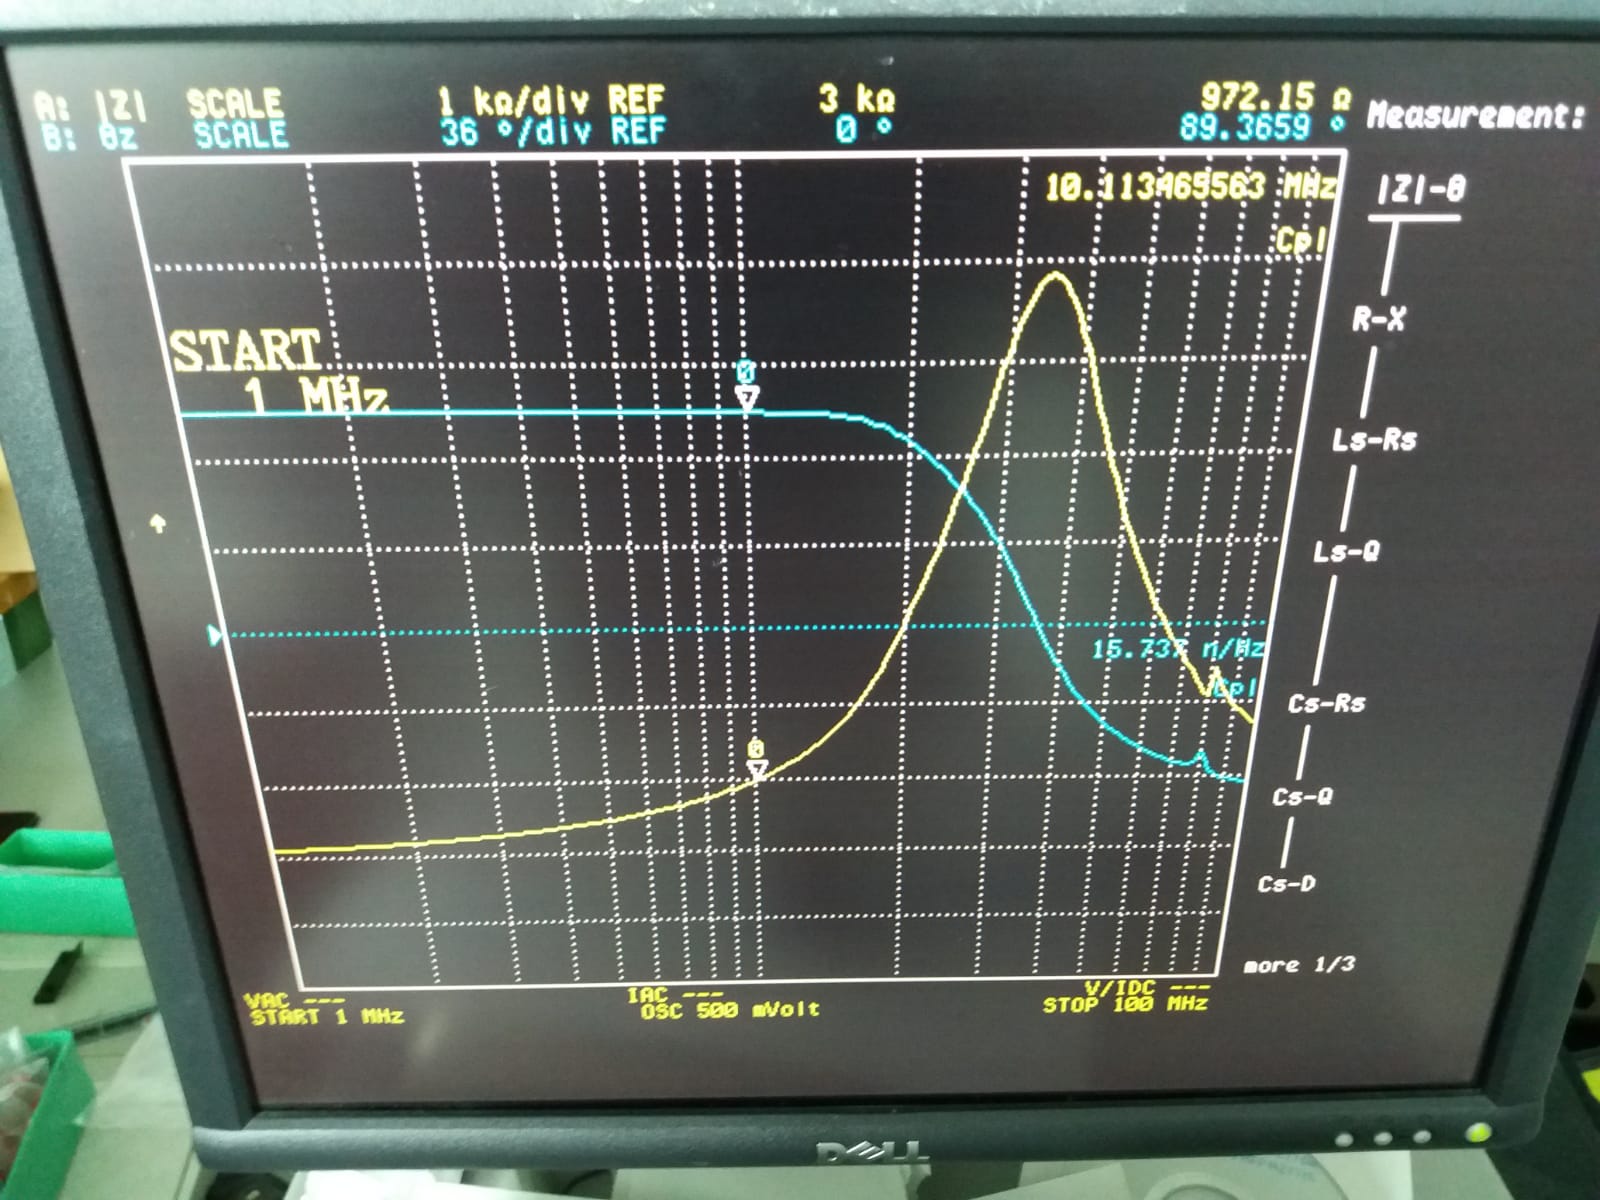 A: |Z| SCALE 1 kΩ/div REF 3 kΩ 972.15 Ω
B: θz SCALE 36 °/div REF 0 ° 89.3659 °
Measurement:
10.113465563 MHz
|Z|-θ
Cpl
R-X
START
1 MHz
0
Ls-Rs
Ls-Q
15.737 m/Hz
Cpl
Cs-Rs
0
Cs-Q
Cs-D
more 1/3
VAC --- IAC --- V/IDC ---
START 1 MHz OSC 500 mVolt STOP 100 MHz
DELL